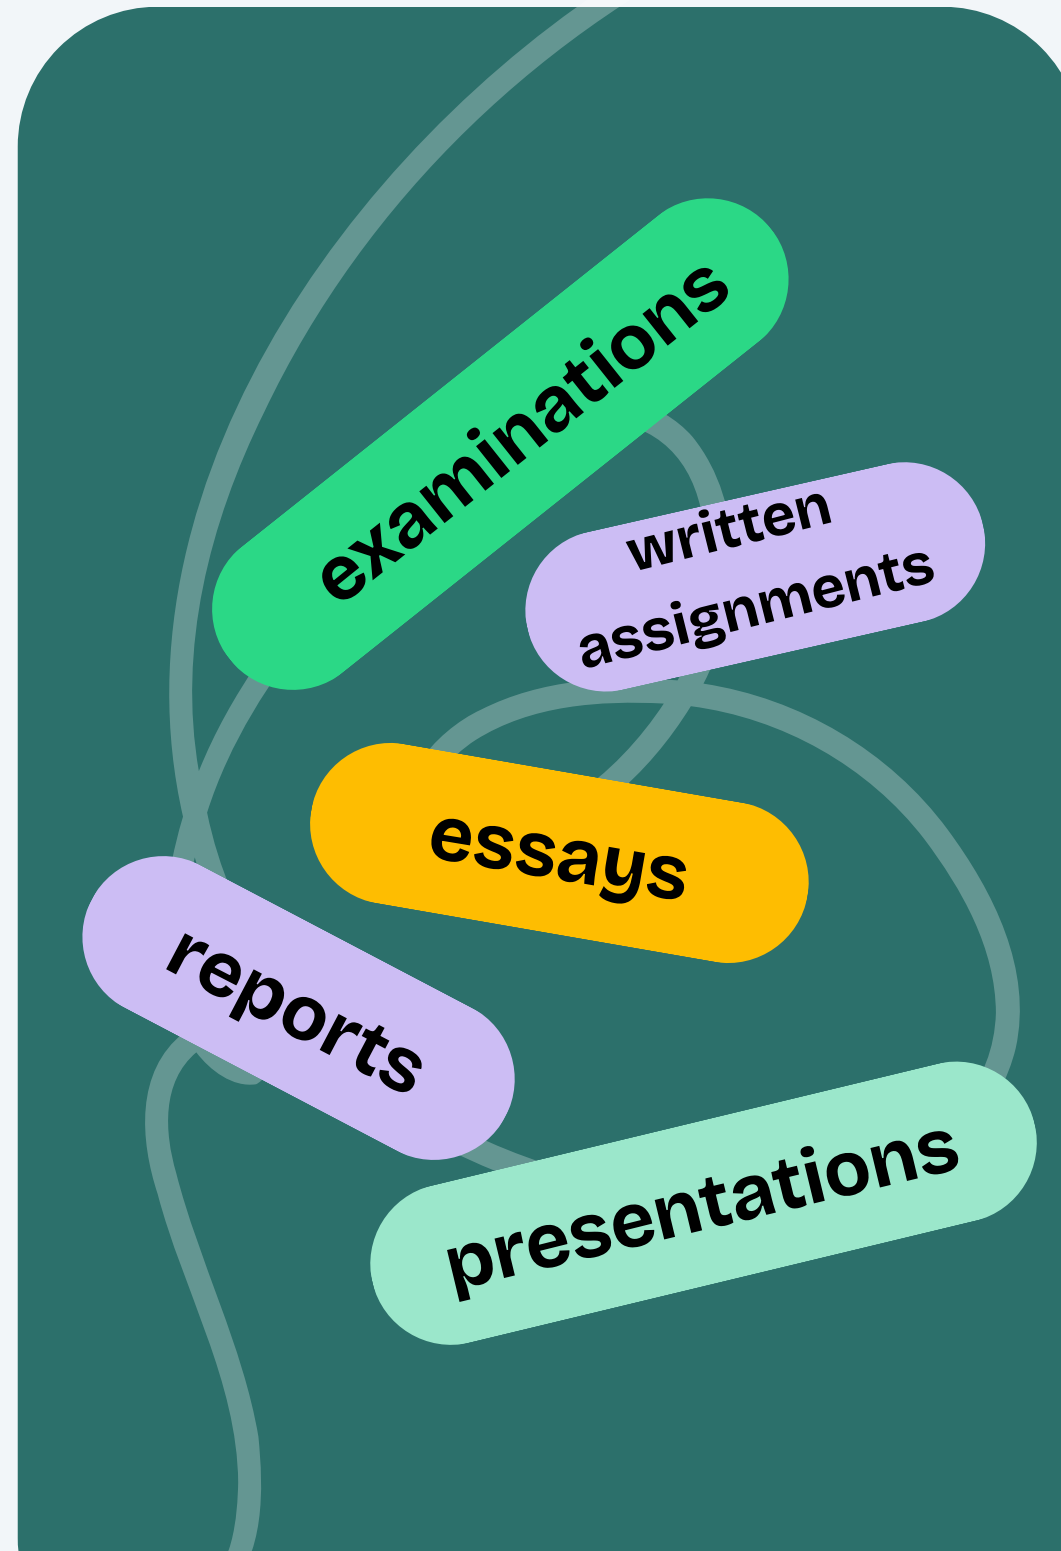 examinations
written
assignments
essays
reports
presentations